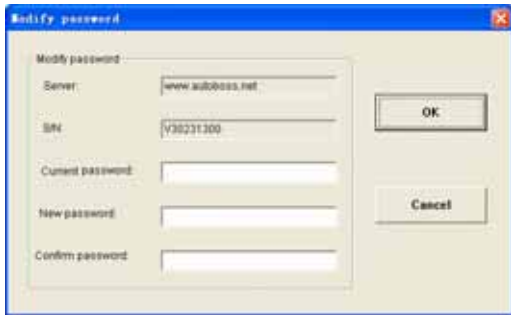 Modify password
Modify password
Server: www.autoboss.net
S/N: V30231300
Current password:
New password:
Confirm password:
OK
Cancel